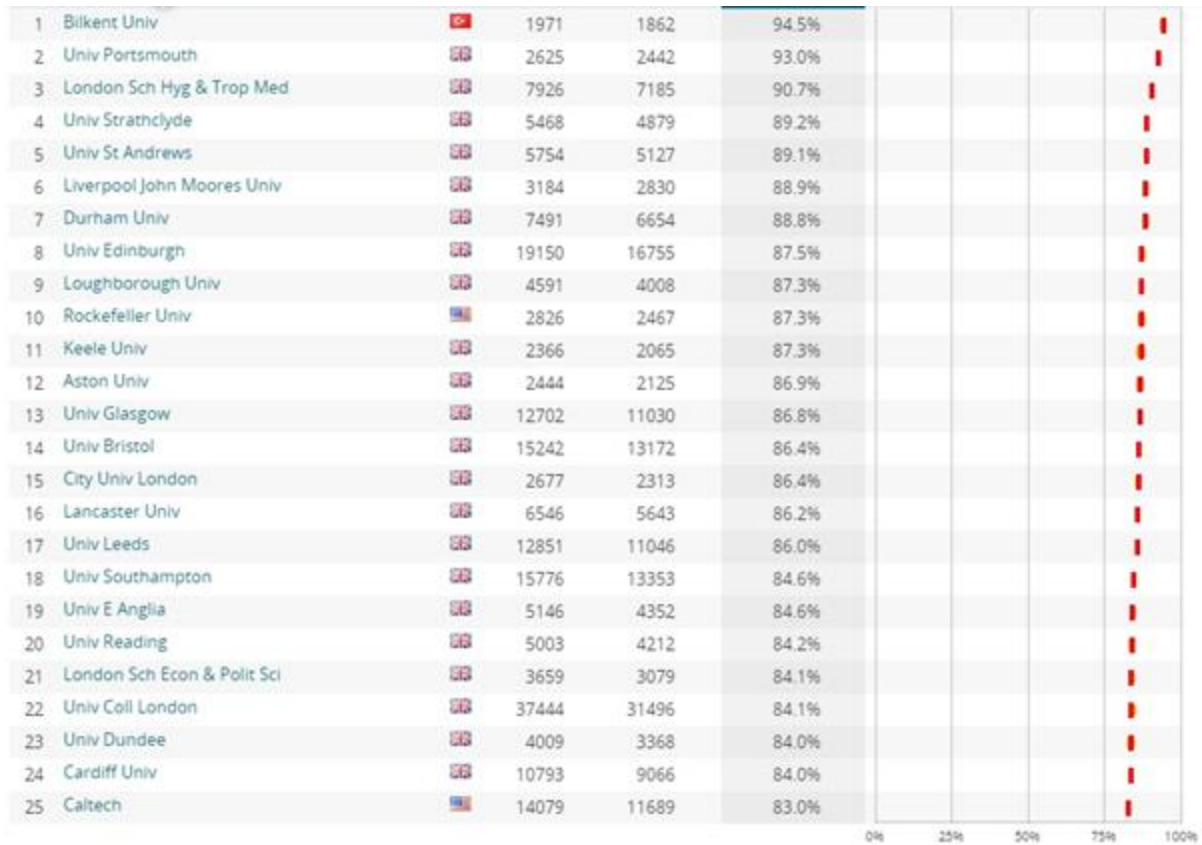 1 Bilkent Univ 1971 1862 94.5%
2 Univ Portsmouth 2625 2442 93.0%
3 London Sch Hyg & Trop Med 7926 7185 90.7%
4 Univ Strathclyde 5468 4879 89.2%
5 Univ St Andrews 5754 5127 89.1%
6 Liverpool John Moores Univ 3184 2830 88.9%
7 Durham Univ 7491 6654 88.8%
8 Univ Edinburgh 19150 16755 87.5%
9 Loughborough Univ 4591 4008 87.3%
10 Rockefeller Univ 2826 2467 87.3%
11 Keele Univ 2366 2065 87.3%
12 Aston Univ 2444 2125 86.9%
13 Univ Glasgow 12702 11030 86.8%
14 Univ Bristol 15242 13172 86.4%
15 City Univ London 2677 2313 86.4%
16 Lancaster Univ 6546 5643 86.2%
17 Univ Leeds 12851 11046 86.0%
18 Univ Southampton 15776 13353 84.6%
19 Univ E Anglia 5146 4352 84.6%
20 Univ Reading 5003 4212 84.2%
21 London Sch Econ & Polit Sci 3659 3079 84.1%
22 Univ Coll London 37444 31496 84.1%
23 Univ Dundee 4009 3368 84.0%
24 Cardiff Univ 10793 9066 84.0%
25 Caltech 14079 11689 83.0%
0% 25% 50% 75% 100%